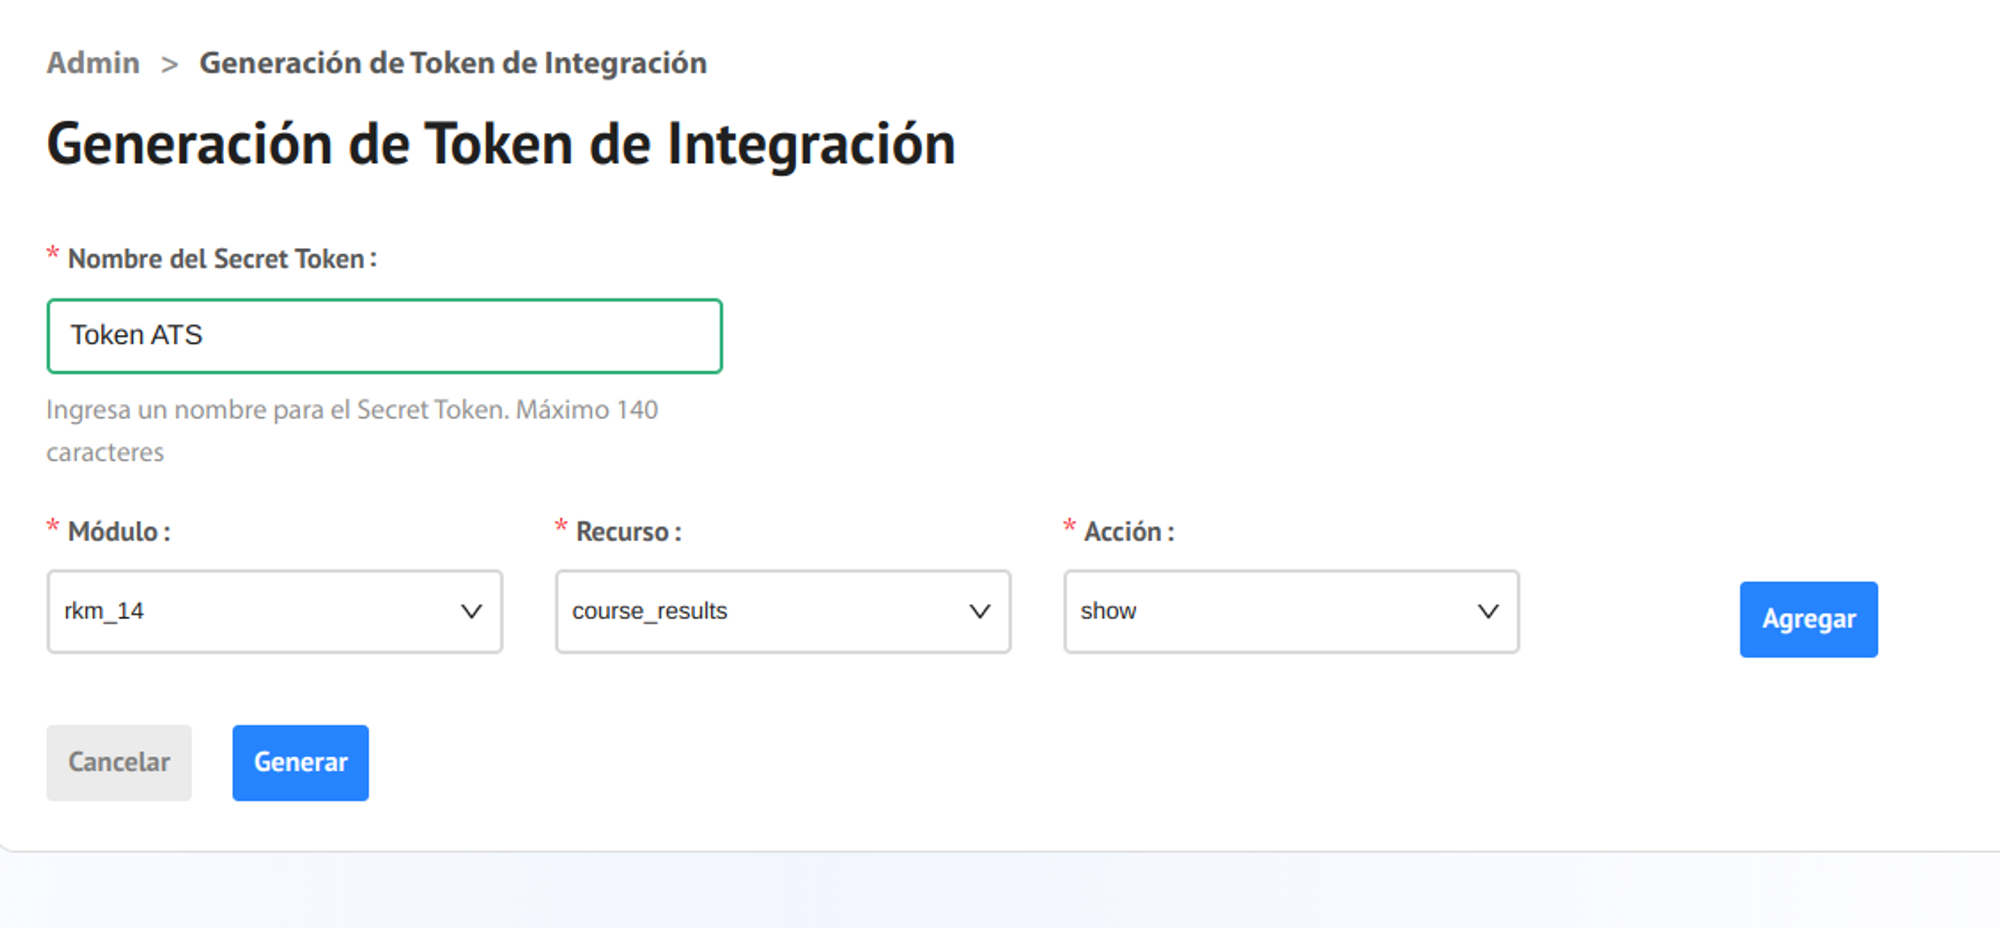 Admin > Generación de Token de Integración
Generación de Token de Integración
* Nombre del Secret Token :
Token ATS
Ingresa un nombre para el Secret Token. Máximo 140
caracteres
* Módulo : * Recurso : * Acción :
rkm_14 course_results show Agregar
Cancelar Generar